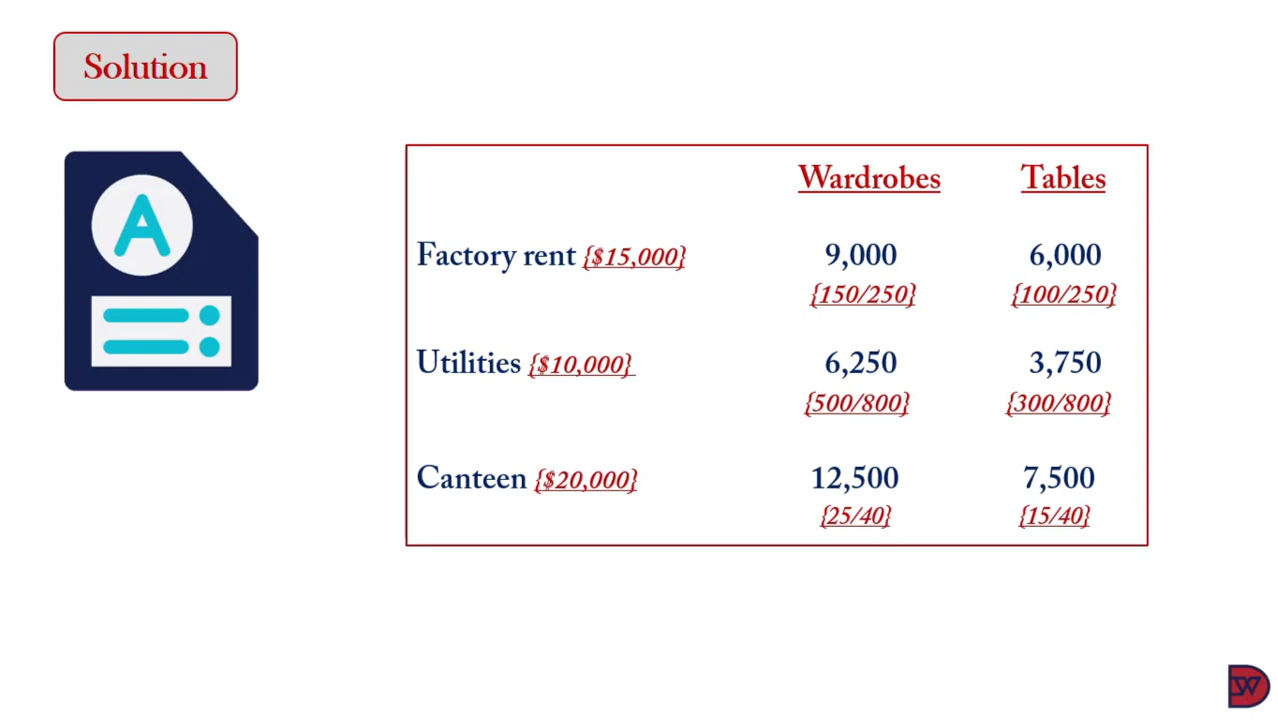 Solution
A
Wardrobes Tables
Factory rent {$15,000} 9,000 6,000
{150/250} {100/250}
Utilities {$10,000} 6,250 3,750
{500/800} {300/800}
Canteen {$20,000} 12,500 7,500
{25/40} {15/40}
DW